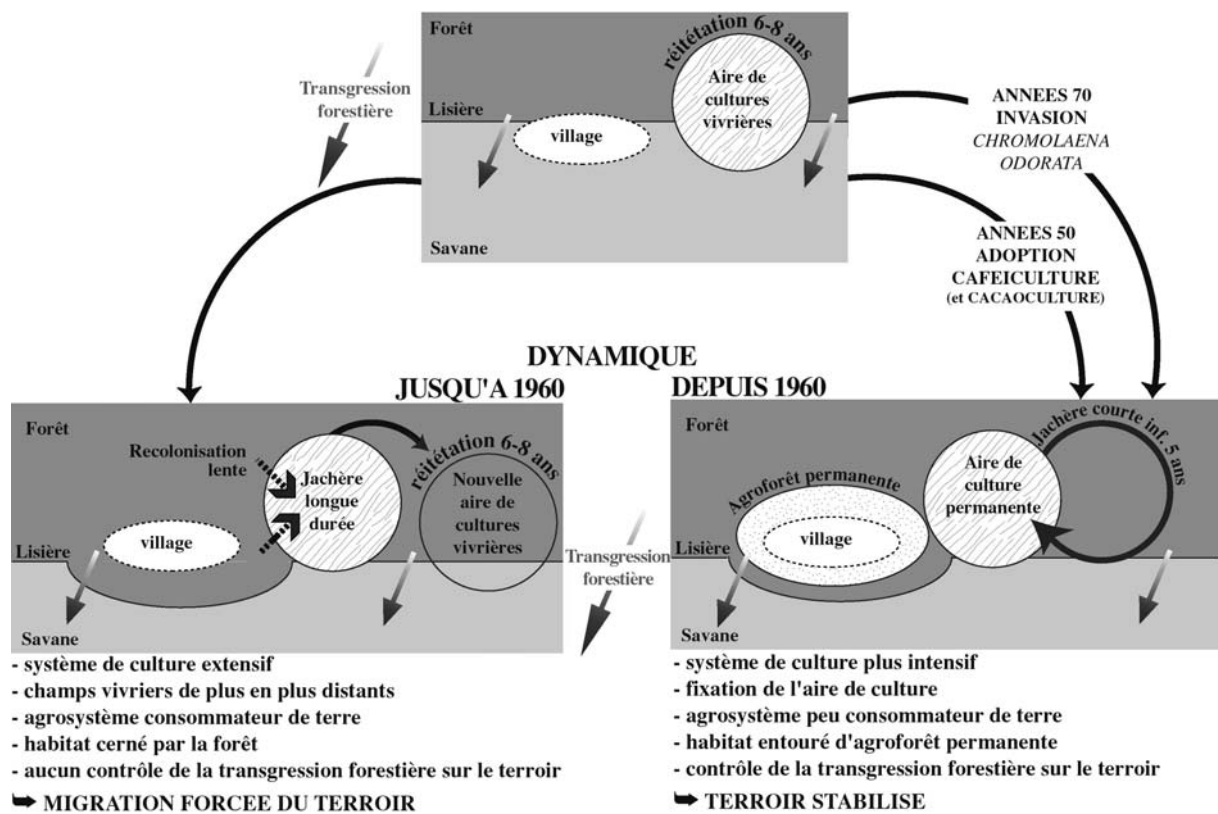 Forêt
réitétation 6-8 ans
Aire de
cultures
vivrières
Transgression
forestière
Lisière
village
Savane
ANNEES 70
INVASION
CHROMOLAENA
ODORATA
ANNEES 50
ADOPTION
CAFEICULTURE
(et CACAOCULTURE)
DYNAMIQUE
JUSQU'A 1960
DEPUIS 1960
Forêt
Recolonisation
lente
Jachère
longue
durée
réitétation 6-8 ans
Nouvelle
aire de
cultures
vivrières
village
Lisière
Savane
Transgression
forestière
Forêt
Agroforêt permanente
village
Aire de
culture
permanente
Jachère courte inf. 5 ans
Lisière
Savane
- système de culture extensif
- champs vivriers de plus en plus distants
- agrosystème consommateur de terre
- habitat cerné par la forêt
- aucun contrôle de la transgression forestière sur le terroir
➥ MIGRATION FORCEE DU TERROIR
- système de culture plus intensif
- fixation de l'aire de culture
- agrosystème peu consommateur de terre
- habitat entouré d'agroforêt permanente
- contrôle de la transgression forestière sur le terroir
➥ TERROIR STABILISE